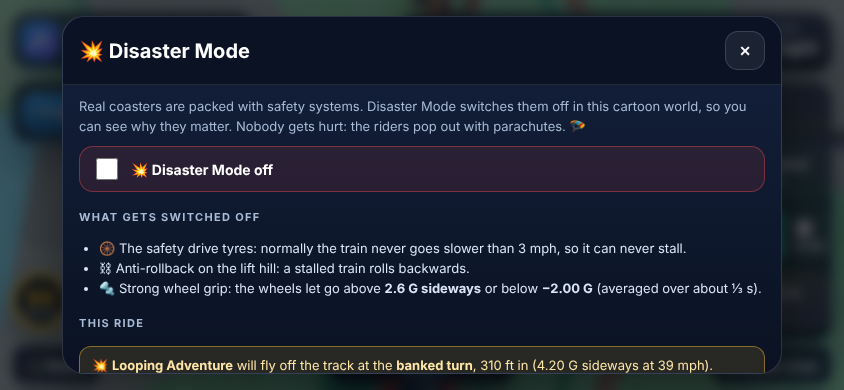 💥 Disaster Mode
×
Real coasters are packed with safety systems. Disaster Mode switches them off in this cartoon world, so you
can see why they matter. Nobody gets hurt: the riders pop out with parachutes. 🪂
💥 Disaster Mode off
WHAT GETS SWITCHED OFF
• 🛞 The safety drive tyres: normally the train never goes slower than 3 mph, so it can never stall.
• ⛓ Anti-rollback on the lift hill: a stalled train rolls backwards.
• 🔩 Strong wheel grip: the wheels let go above 2.6 G sideways or below −2.00 G (averaged over about ⅓ s).
THIS RIDE
💥 Looping Adventure will fly off the track at the banked turn, 310 ft in (4.20 G sideways at 39 mph).